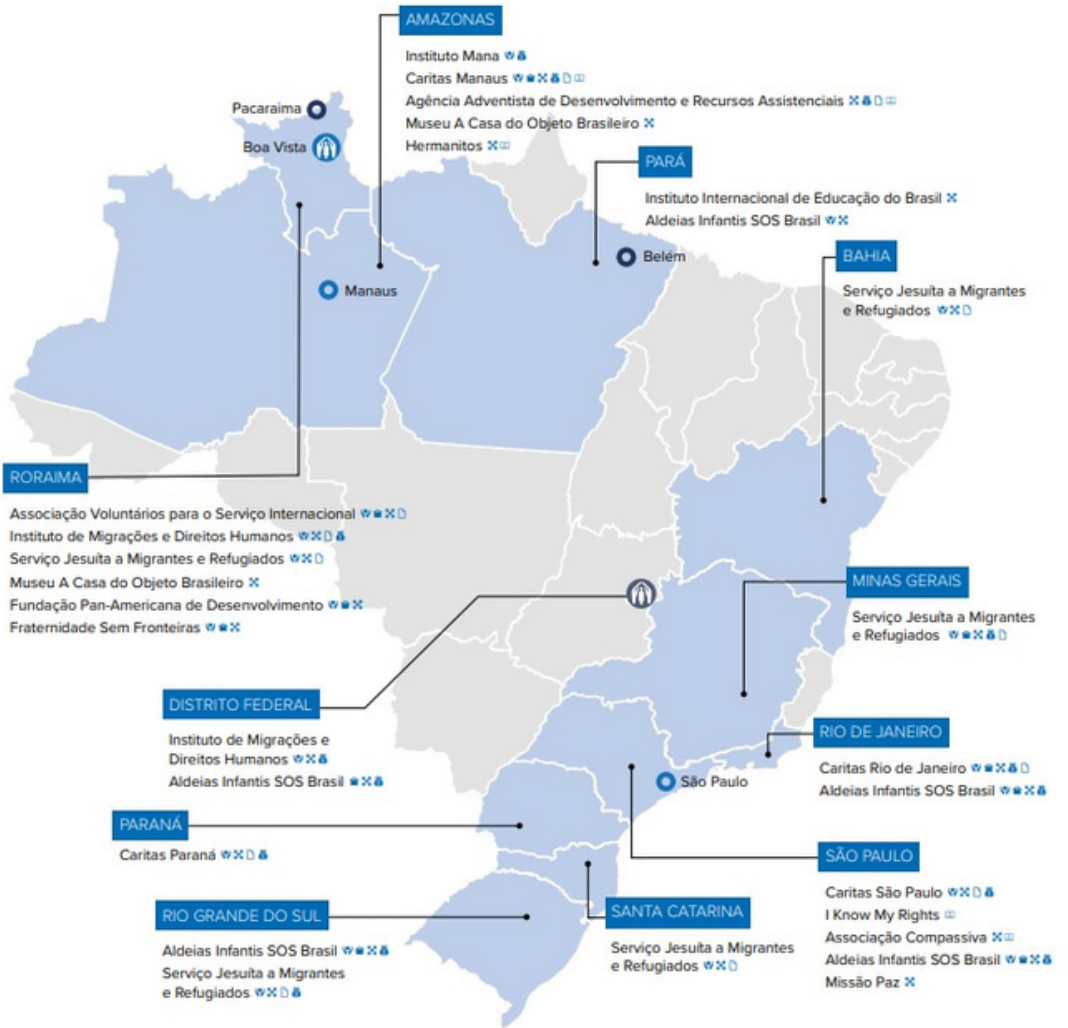 AMAZONAS
Instituto Mana
Caritas Manaus
Agência Adventista de Desenvolvimento e Recursos Assistenciais
Museu A Casa do Objeto Brasileiro
Hermanitos
Pacaraima
Boa Vista
PARÁ
Instituto Internacional de Educação do Brasil
Aldeias Infantis SOS Brasil
Belém
Manaus
BAHIA
Serviço Jesuíta a Migrantes
e Refugiados
RORAIMA
Associação Voluntários para o Serviço Internacional
Instituto de Migrações e Direitos Humanos
Serviço Jesuíta a Migrantes e Refugiados
Museu A Casa do Objeto Brasileiro
Fundação Pan-Americana de Desenvolvimento
Fraternidade Sem Fronteiras
MINAS GERAIS
Serviço Jesuíta a Migrantes
e Refugiados
DISTRITO FEDERAL
Instituto de Migrações e
Direitos Humanos
Aldeias Infantis SOS Brasil
RIO DE JANEIRO
Caritas Rio de Janeiro
Aldeias Infantis SOS Brasil
São Paulo
PARANÁ
Caritas Paraná
SÃO PAULO
Caritas São Paulo
I Know My Rights
Associação Compassiva
Aldeias Infantis SOS Brasil
Missão Paz
RIO GRANDE DO SUL
Aldeias Infantis SOS Brasil
Serviço Jesuíta a Migrantes
e Refugiados
SANTA CATARINA
Serviço Jesuíta a Migrantes
e Refugiados